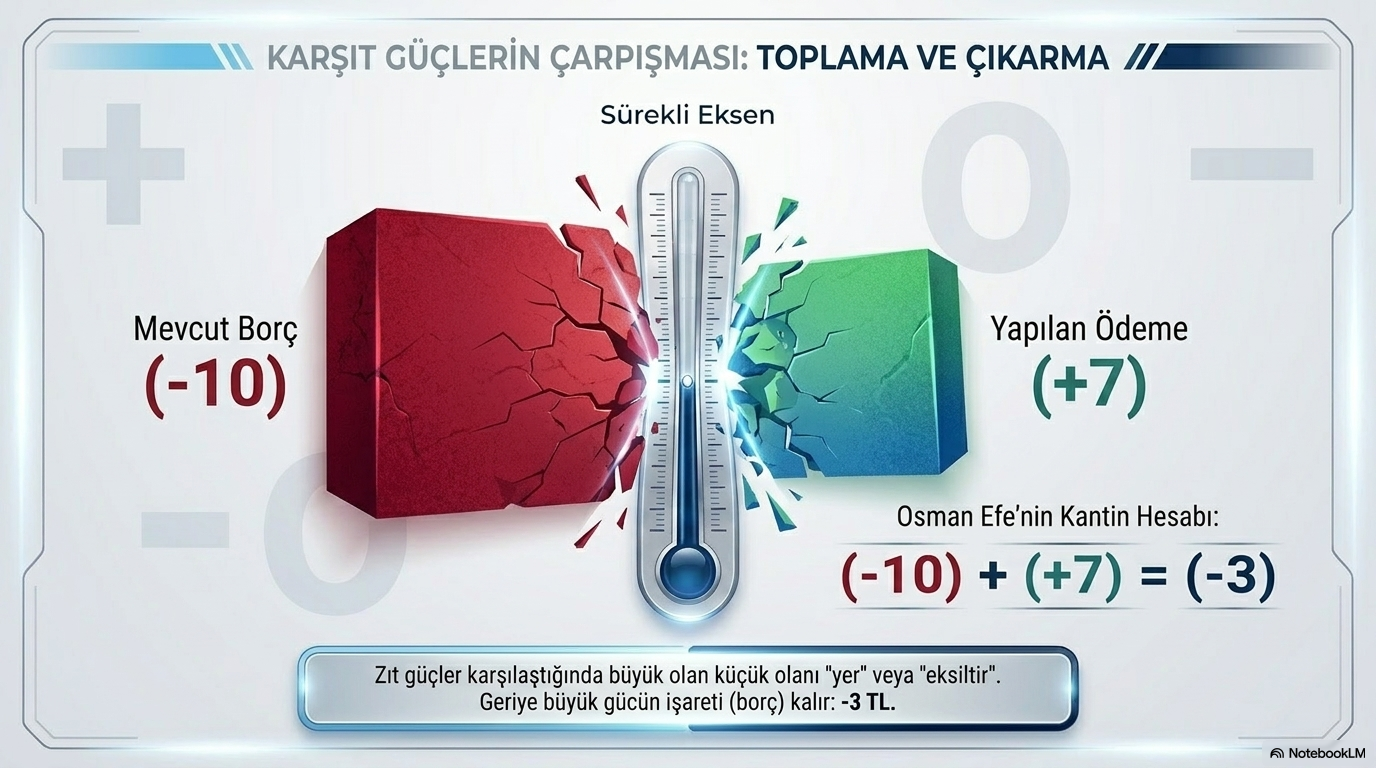 KARŞIT GÜÇLERİN ÇARPIŞMASI: TOPLAMA VE ÇIKARMA
Sürekli Eksen
Mevcut Borç
(-10)
Yapılan Ödeme
(+7)
Osman Efe'nin Kantin Hesabı:
(-10) + (+7) = (-3)
Zıt güçler karşılaştığında büyük olan küçük olanı "yer" veya "eksiltir".
Geriye büyük gücün işareti (borç) kalır: -3 TL.
NotebookLM